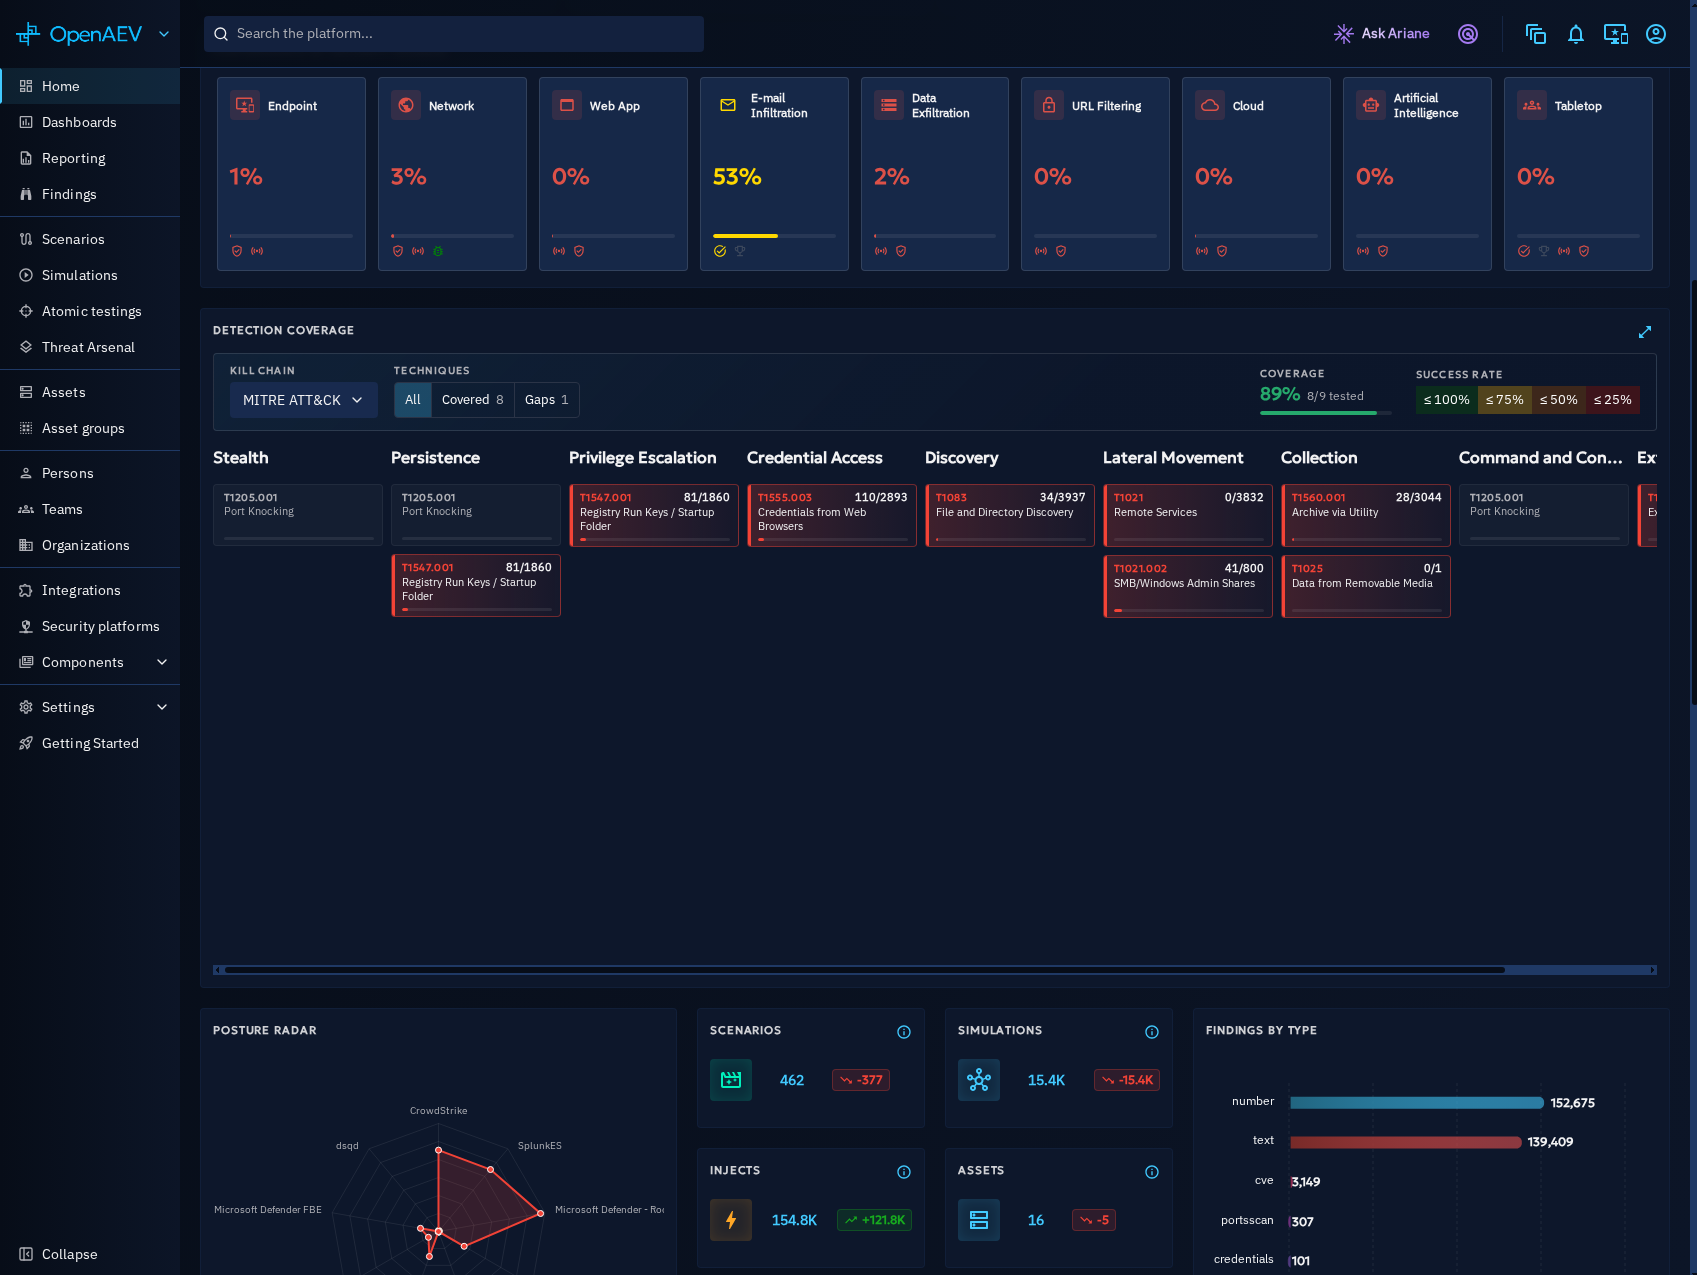 OpenAEV
Search the platform...
Ask Ariane
Home
Dashboards
Reporting
Findings
Scenarios
Simulations
Atomic testings
Threat Arsenal
Assets
Asset groups
Persons
Teams
Organizations
Integrations
Security platforms
Components
Settings
Getting Started
Collapse
Endpoint
1%
Network
3%
Web App
0%
E-mail
Infiltration
53%
Data
Exfiltration
2%
URL Filtering
0%
Cloud
0%
Artificial
Intelligence
0%
Tabletop
0%
DETECTION COVERAGE
KILL CHAIN
MITRE ATT&CK
TECHNIQUES
All
Covered 8
Gaps 1
COVERAGE
89% 8/9 tested
SUCCESS RATE
≤100% ≤75% ≤50% ≤25%
Stealth
T1205.001
Port Knocking
Persistence
T1205.001
Port Knocking
T1547.001 81/1860
Registry Run Keys / Startup
Folder
Privilege Escalation
T1547.001 81/1860
Registry Run Keys / Startup
Folder
Credential Access
T1555.003 110/2893
Credentials from Web
Browsers
Discovery
T1083 34/3937
File and Directory Discovery
Lateral Movement
T1021 0/3832
Remote Services
T1021.002 41/800
SMB/Windows Admin Shares
Collection
T1560.001 28/3044
Archive via Utility
T1025 0/1
Data from Removable Media
Command and Con...
T1205.001
Port Knocking
POSTURE RADAR
CrowdStrike
dsqd
SplunkES
Microsoft Defender FBE
Microsoft Defender - Ro
SCENARIOS
462 -377
SIMULATIONS
15.4K -15.4K
INJECTS
154.8K +121.8K
ASSETS
16 -5
FINDINGS BY TYPE
number 152,675
text 139,409
cve 3,149
portsscan 307
credentials 101